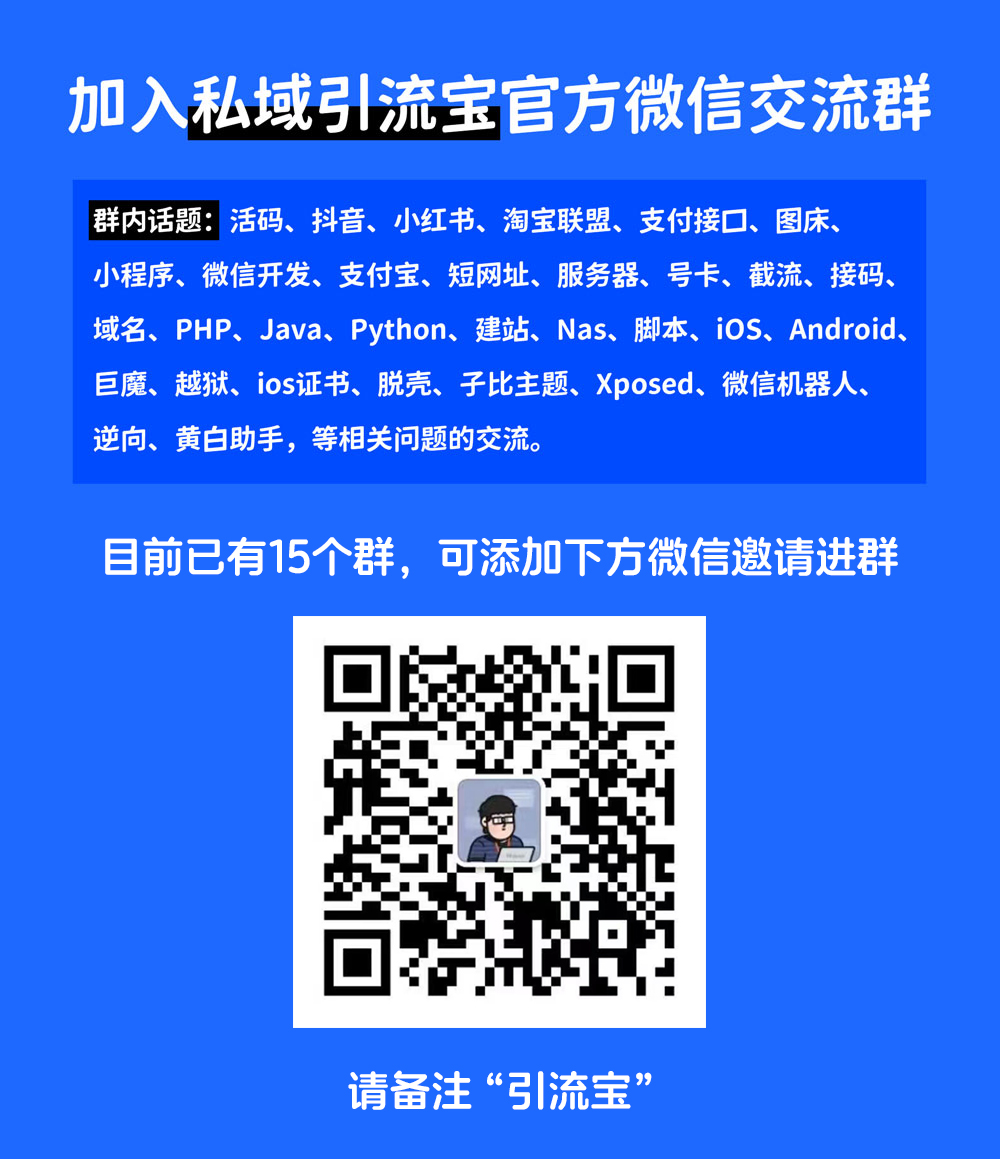 加入私域引流宝官方微信交流群
群内话题：活码、抖音、小红书、淘宝联盟、支付接口、图床、
小程序、微信开发、支付宝、短网址、服务器、号卡、截流、接码、
域名、PHP、Java、Python、建站、Nas、脚本、iOS、Android、
巨魔、越狱、ios证书、脱壳、子比主题、Xposed、微信机器人、
逆向、黄白助手，等相关问题的交流。
目前已有15个群，可添加下方微信邀请进群
请备注“引流宝”